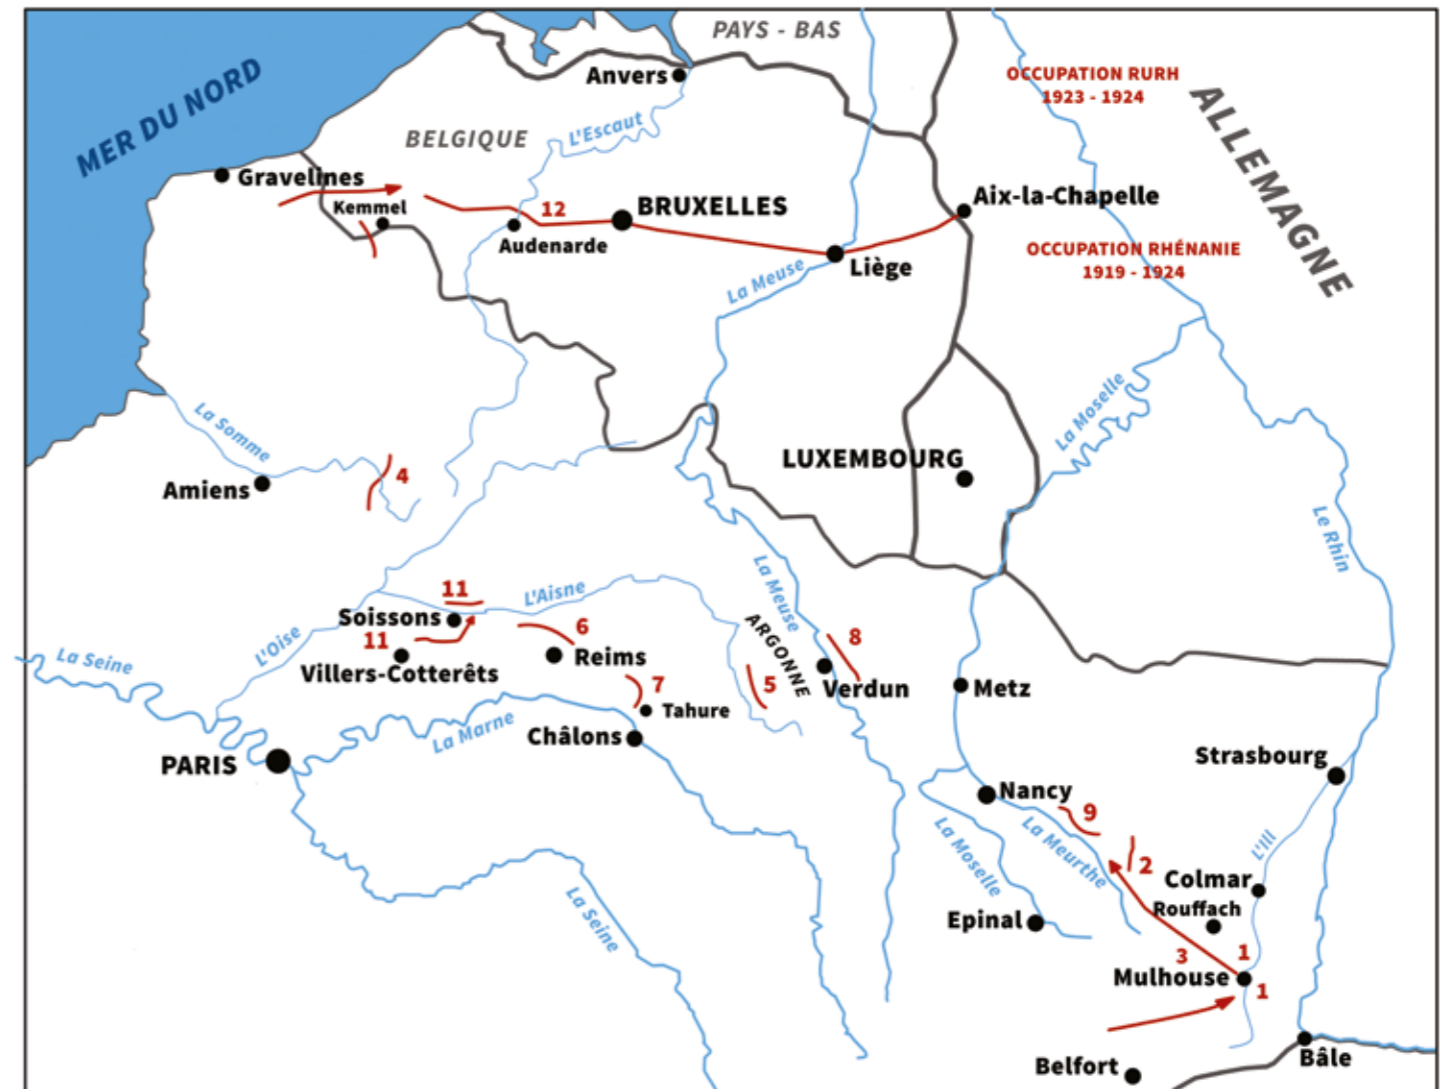 PAYS - BAS
MER DU NORD
Anvers
OCCUPATION RURH
1923 - 1924
ALLEMAGNE
BELGIQUE
L'Escaut
Gravelines
Kemmel
12
BRUXELLES
Audenarde
Aix-la-Chapelle
OCCUPATION RHÉNANIE
1919 - 1924
Liège
La Meuse
La Moselle
La Somme
Amiens
4
LUXEMBOURG
Le Rhin
La Meuse
11
L'Aisne
Soissons
11
Villers-Cotterêts
L'Oise
La Seine
6
Reims
ARGONNE
8
Verdun
7
Tahure
5
Metz
La Marne
Châlons
PARIS
Strasbourg
Nancy
9
La Meurthe
La Moselle
2
L'Ill
Colmar
Rouffach
Epinal
La Seine
3
1
Mulhouse
1
Belfort
Bâle